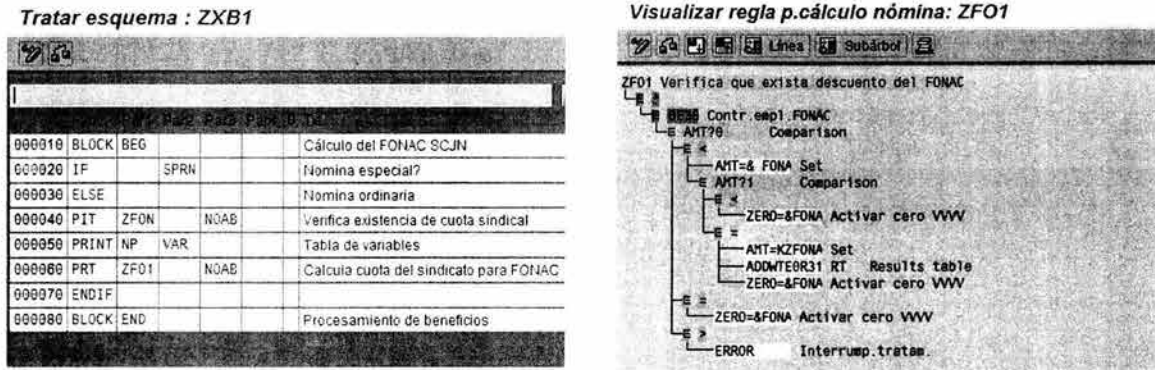 Tratar esquema : ZXB1
000010 BLOCK BEG Cálculo del FONAC SCJN
000020 IF SPRN Nomina especial?
000030 ELSE Nomina ordinaria
000040 PIT ZFON NOAB Verifica existencia de cuota sindical
000050 PRINT NP VAR Tabla de variables
000060 PRT ZF01 NOAB Calcula cuota del sindicato para FONAC
000070 ENDIF
000080 BLOCK END Procesamiento de beneficios
Visualizar regla p.cálculo nómina: ZFO1
Línea Subárbol
ZF01 Verifica que exista descuento del FONAC
Contr.empl.FONAC
AMT?0 Comparison
<
AMT=& FONA Set
AMT?1 Comparison
<
ZERO=&FONA Activar cero VVVV
=
AMT=KZFONA Set
ADDWTE0R31 RT Results table
ZERO=&FONA Activar cero VVVV
=
ZERO=&FONA Activar cero VVVV
>
ERROR Interrump.tratam.